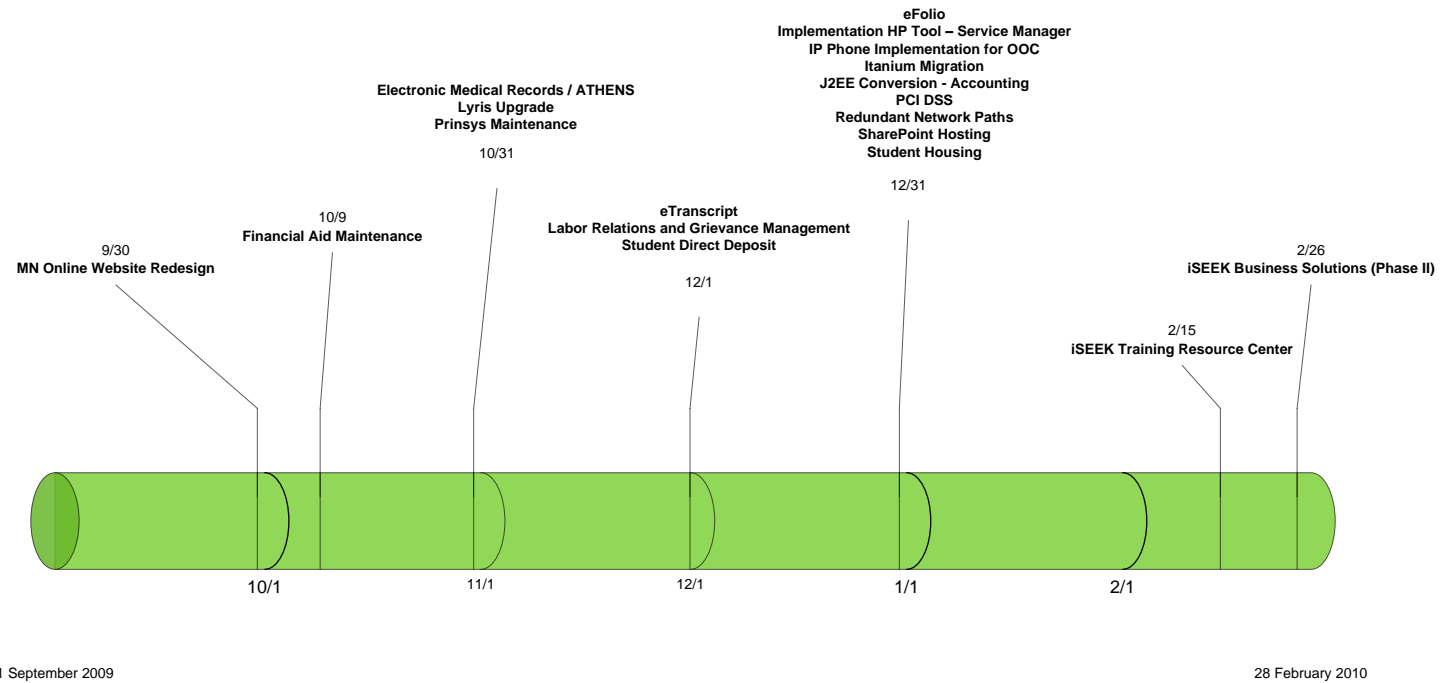 eFolio
Implementation HP Tool – Service Manager
IP Phone Implementation for OOC
Itanium Migration
J2EE Conversion - Accounting
PCI DSS
Redundant Network Paths
SharePoint Hosting
Student Housing
12/31
Electronic Medical Records / ATHENS
Lyris Upgrade
Prinsys Maintenance
10/31
10/9
Financial Aid Maintenance
eTranscript
Labor Relations and Grievance Management
Student Direct Deposit
12/1
9/30
MN Online Website Redesign
2/26
iSEEK Business Solutions (Phase II)
2/15
iSEEK Training Resource Center
10/1
11/1
12/1
1/1
2/1
1 September 2009
28 February 2010